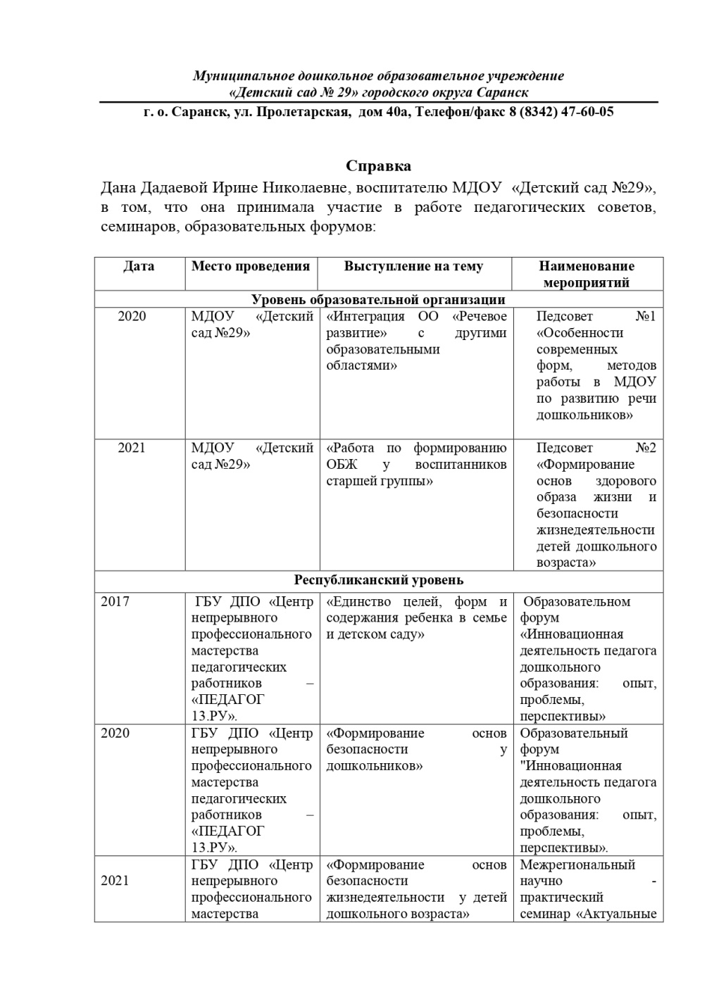 Муниципальное дошкольное образовательное учреждение
«Детский сад № 29» городского округа Саранск
г. о. Саранск, ул. Пролетарская, дом 40а, Телефон/факс 8 (8342) 47-60-05
Справка
Дана Дадаевой Ирине Николаевне, воспитателю МДОУ «Детский сад №29»,
в том, что она принимала участие в работе педагогических советов,
семинаров, образовательных форумов:
Дата
Место проведения
Выступление на тему
Наименование
мероприятий
Уровень образовательной организации
2020
МДОУ «Детский
сад №29»
«Интеграция ОО «Речевое
развитие» с другими
образовательными
областями»
Педсовет №1
«Особенности
современных
форм, методов
работы в МДОУ
по развитию речи
дошкольников»
2021
МДОУ «Детский
сад №29»
«Работа по формированию
ОБЖ у воспитанников
старшей группы»
Педсовет №2
«Формирование
основ здорового
образа жизни и
безопасности
жизнедеятельности
детей дошкольного
возраста»
Республиканский уровень
2017
ГБУ ДПО «Центр
непрерывного
профессионального
мастерства
педагогических
работников –
«ПЕДАГОГ
13.РУ».
«Единство целей, форм и
содержания ребенка в семье
и детском саду»
Образовательном
форум
«Инновационная
деятельность педагога
дошкольного
образования: опыт,
проблемы,
перспективы»
2020
ГБУ ДПО «Центр
непрерывного
профессионального
мастерства
педагогических
работников –
«ПЕДАГОГ
13.РУ».
«Формирование основ
безопасности у
дошкольников»
Образовательный
форум
"Инновационная
деятельность педагога
дошкольного
образования: опыт,
проблемы,
перспективы».
2021
ГБУ ДПО «Центр
непрерывного
профессионального
мастерства
«Формирование основ
безопасности
жизнедеятельности у детей
дошкольного возраста»
Межрегиональный
научно -
практический
семинар «Актуальные